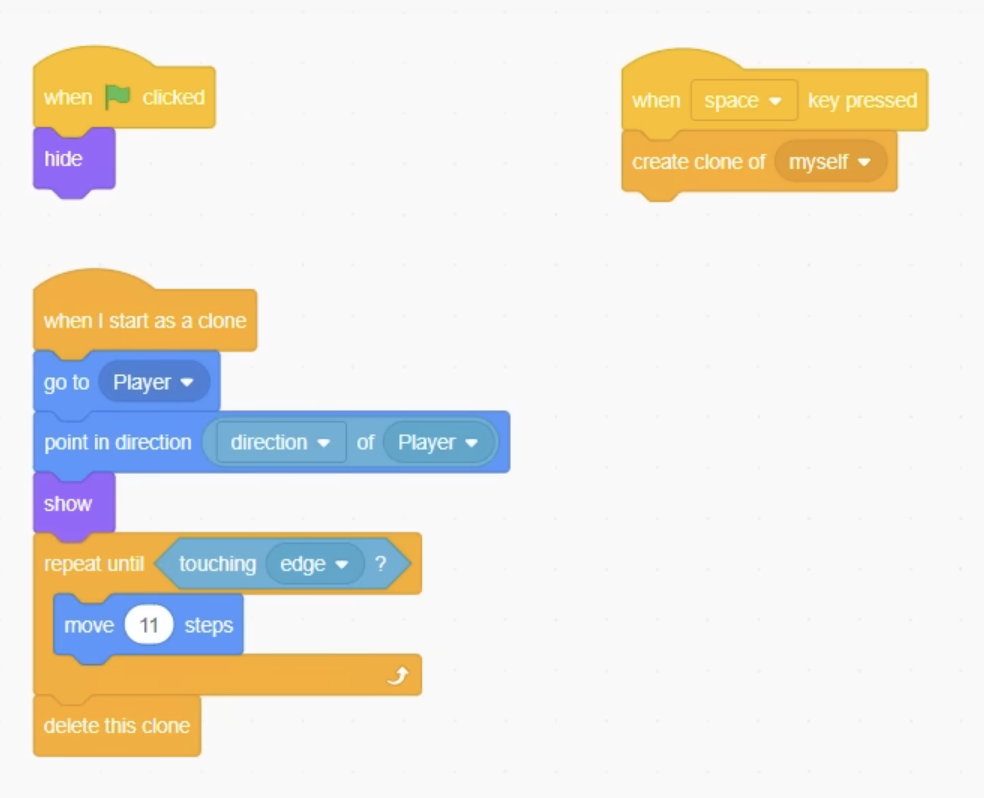 when clicked
hide
when space key pressed
create clone of myself
when I start as a clone
go to Player
point in direction direction of Player
show
repeat until touching edge ?
move 11 steps
delete this clone